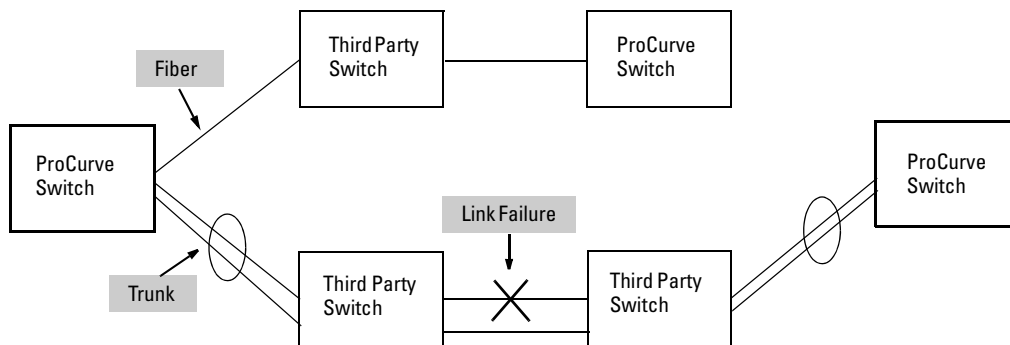 Third Party
Switch
ProCurve
Switch
Fiber
ProCurve
Switch
ProCurve
Switch
Link Failure
Trunk
Third Party
Switch
Third Party
Switch